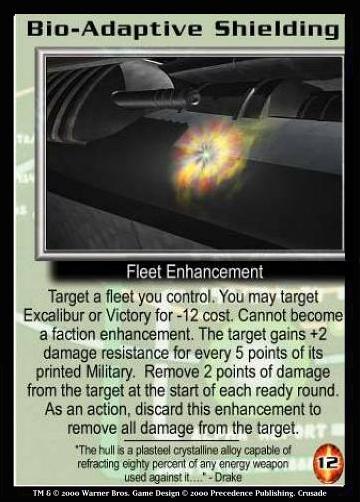 Bio-Adaptive Shielding
Fleet Enhancement
Target a fleet you control. You may target
Excalibur or Victory for -12 cost. Cannot become
a faction enhancement. The target gains +2
damage resistance for every 5 points of its
printed Military. Remove 2 points of damage
from the target at the start of each ready round.
As an action, discard this enhancement to
remove all damage from the target.
"The hull is a plasteel crystalline alloy capable of
refracting eighty percent of any energy weapon
used against it...." - Drake
12
TM & © 2000 Warner Bros. Game Design © 2000 Precedence Publishing. Crusade